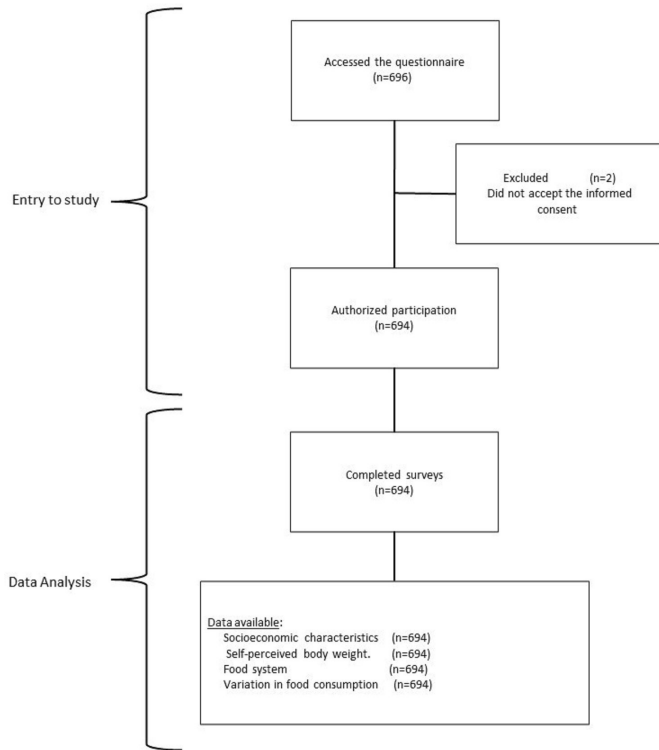 Accessed the questionnaire
(n=696)
Excluded (n=2)
Did not accept the informed
consent
Entry to study
Authorized participation
(n=694)
Completed surveys
(n=694)
Data Analysis
Data available:
Socioeconomic characteristics (n=694)
Self-perceived body weight. (n=694)
Food system (n=694)
Variation in food consumption (n=694)